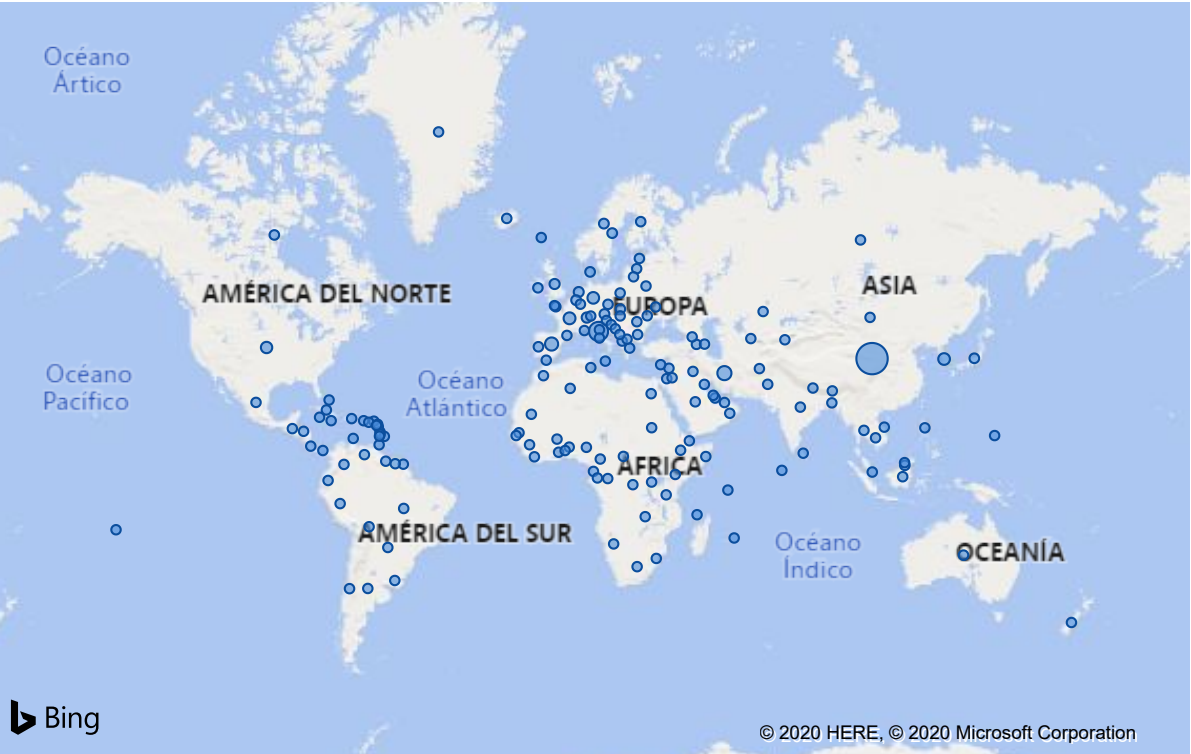 Océano
Ártico
AMÉRICA DEL NORTE
EUROPA
ASIA
Océano
Pacífico
Océano
Atlántico
AFRICA
AMÉRICA DEL SUR
Océano
Índico
OCEANÍA
Bing
© 2020 HERE, © 2020 Microsoft Corporation